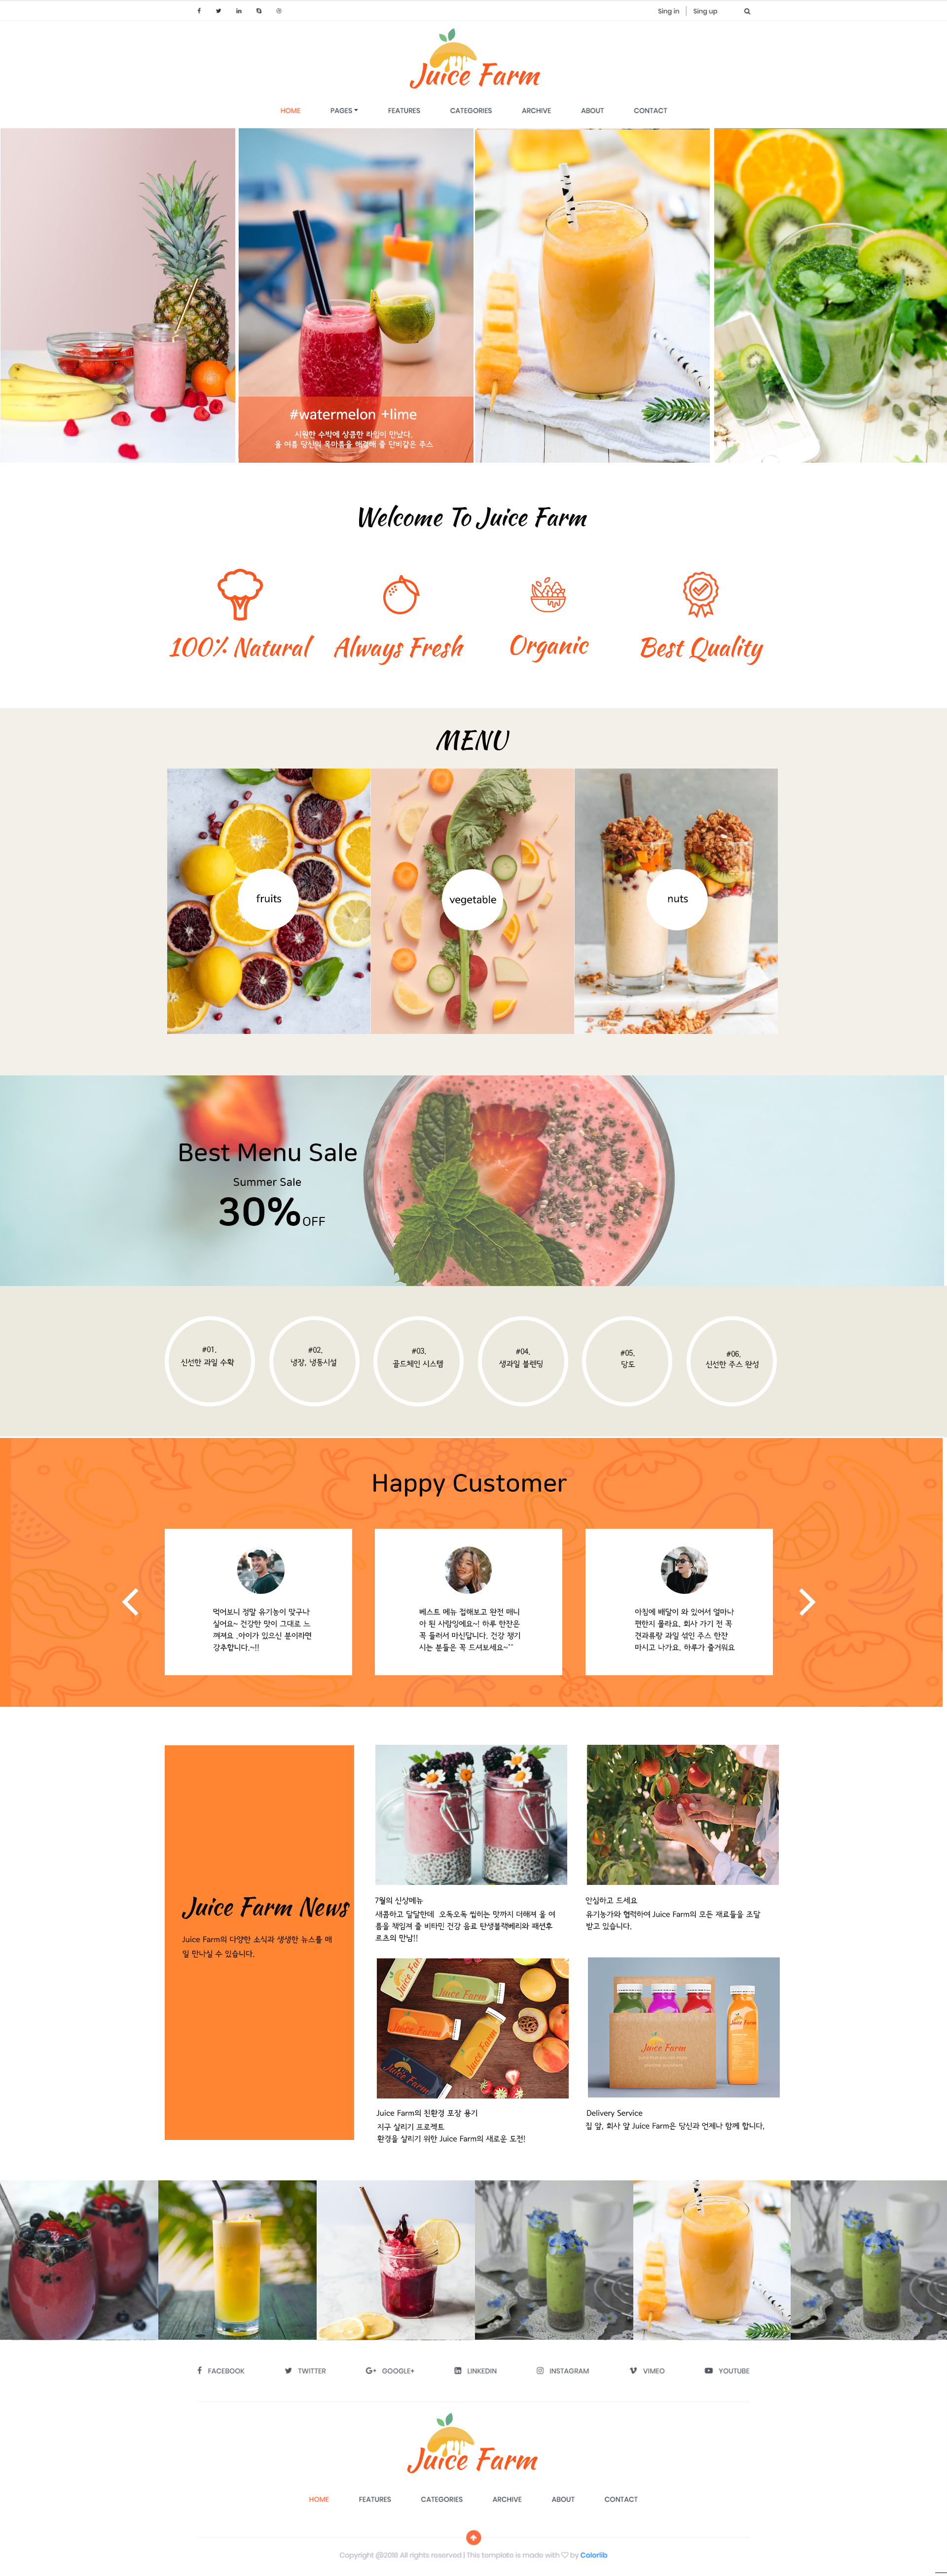 Sing in | Sing up
Juice Farm
HOME PAGES FEATURES CATEGORIES ARCHIVE ABOUT CONTACT
#watermelon +lime
시원한 수박에 상큼한 라임이 만났다.
올 여름 당신의 목마름을 해결해 줄 단비같은 주스
Welcome To Juice Farm
100% Natural
Always Fresh
Organic
Best Quality
MENU
fruits
vegetable
nuts
Best Menu Sale
Summer Sale
30% OFF
#01.
신선한 과일 수확
#02.
냉장, 냉동시설
#03.
콜드체인 시스템
#04.
생과일 블렌딩
#05.
당도
#06.
신선한 주스 완성
Happy Customer
먹어보니 정말 유기농이 맞구나
싶어요~ 건강한 맛이 그대로 느
껴져요 .아이가 있으신 분이라면
강추합니다.~!!
베스트 메뉴 접해보고 완전 매니
아 된 사람잉에요~! 하루 한잔은
꼭 들러서 마신답니다. 건강 챙기
시는 분들은 꼭 드셔보세요~^^
아침에 배달이 와 있어서 얼마나
편한지 몰라요. 회사 가기 전 꼭
견과류랑 과일 섞인 주스 한잔
마시고 나가요. 하루가 즐거워요
Juice Farm News
Juice Farm의 다양한 소식과 생생한 뉴스를 매
일 만나실 수 있습니다.
7월의 신상메뉴
새콤하고 달달한데 오독오독 씹히는 맛까지 더해져 올 여
름을 책임져 줄 비타민 건강 음료 탄생블랙베리와 패션후
르츠의 만남!!
안심하고 드세요
유기농가와 협력하여 Juice Farm의 모든 재료들을 조달
받고 있습니다.
Juice Farm
Juice Farm
Juice Farm
Juice Farm
Juice Farm
Juice Farm
Juice Farm의 친환경 포장 용기
지구 살리기 프로젝트
환경을 살리기 위한 Juice Farm의 새로운 도전!
Delivery Service
집 앞, 회사 앞 Juice Farm은 당신과 언제나 함께 합니다.
FACEBOOK TWITTER GOOGLE+ LINKEDIN INSTAGRAM VIMEO YOUTUBE
Juice Farm
HOME FEATURES CATEGORIES ARCHIVE ABOUT CONTACT
Copyright @2018 All rights reserved | This template is made with ♡ by Colorlib